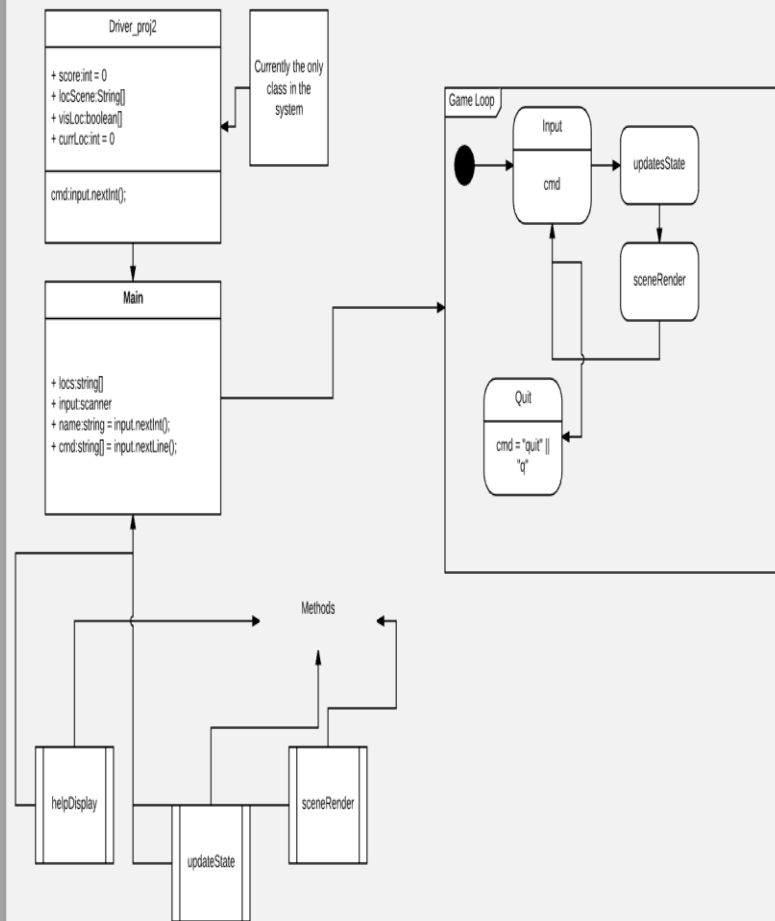 Driver_proj2
+ score:int = 0
+ locScene:String[]
+ visLoc:boolean[]
+ currLoc:int = 0
cmd:input.nextInt();
Currently the only
class in the
system
Main
+ locs:string[]
+ input:scanner
+ name:string = input.nextInt();
+ cmd:string[] = input.nextLine();
Game Loop
Input
cmd
updatesState
sceneRender
Quit
cmd = "quit" ||
"q"
Methods
helpDisplay
updateState
sceneRender